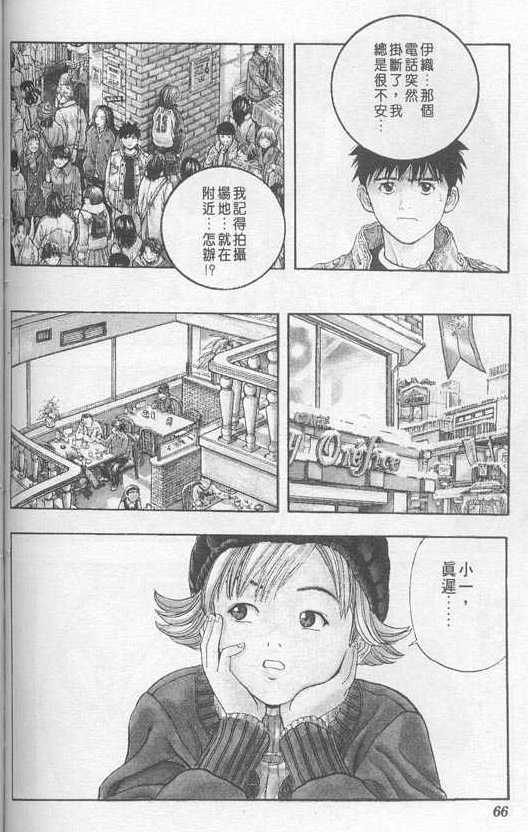 伊織…那個
電話突然
掛斷了，我
總是很不安…
我記得拍攝
場地…就在
附近…怎辦
!?
小一，
眞遲……
66